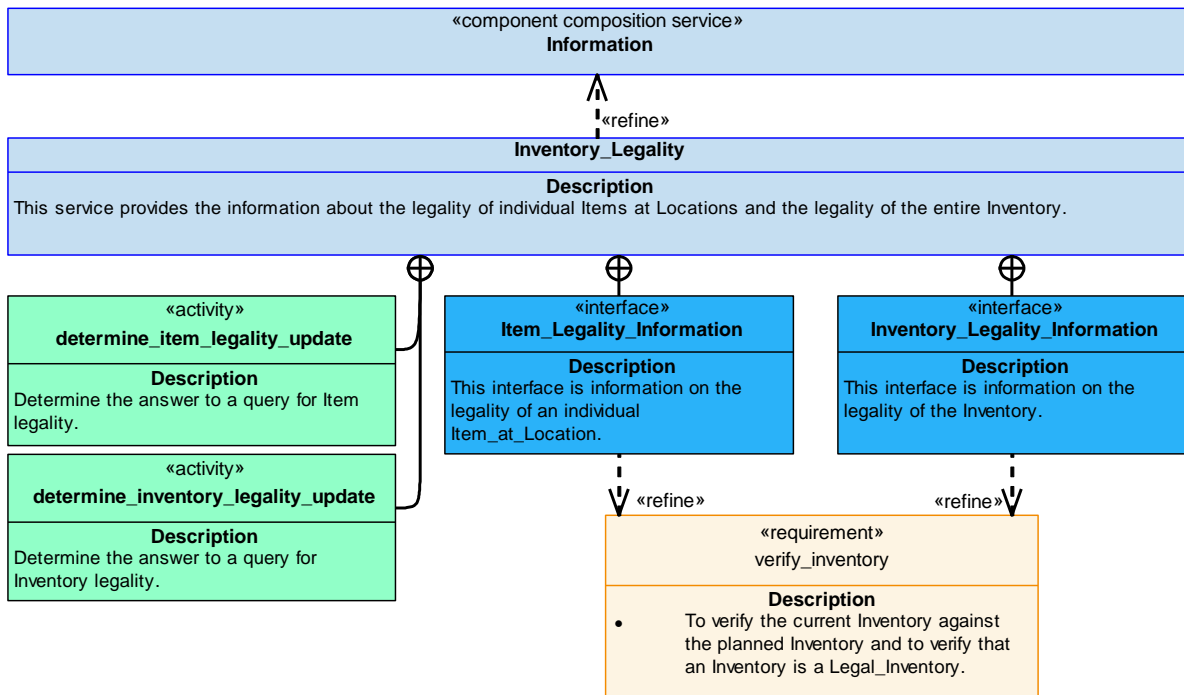 «component composition service»
Information
«refine»
Inventory_Legality
Description
This service provides the information about the legality of individual Items at Locations and the legality of the entire Inventory.
«activity»
determine_item_legality_update
Description
Determine the answer to a query for Item
legality.
«interface»
Item_Legality_Information
Description
This interface is information on the
legality of an individual
Item_at_Location.
«interface»
Inventory_Legality_Information
Description
This interface is information on the
legality of the Inventory.
«activity»
determine_inventory_legality_update
Description
Determine the answer to a query for
Inventory legality.
«refine»
«refine»
«requirement»
verify_inventory
Description
• To verify the current Inventory against
the planned Inventory and to verify that
an Inventory is a Legal_Inventory.